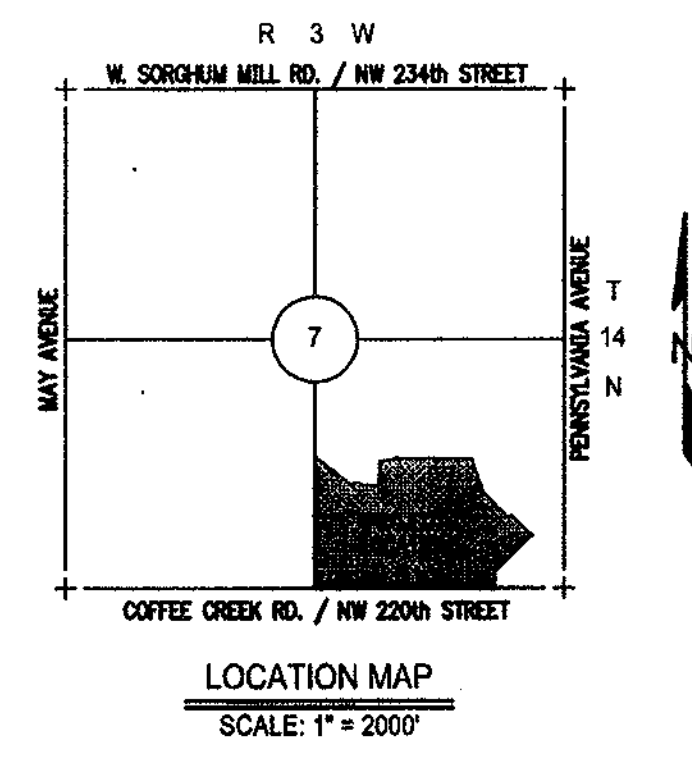 R 3 W
W. SORGHUM MILL RD. / NW 234th STREET
MAY AVENUE
7
PENNSYLVANIA AVENUE
T
14
N
N
COFFEE CREEK RD. / NW 220th STREET
LOCATION MAP
SCALE: 1" = 2000'